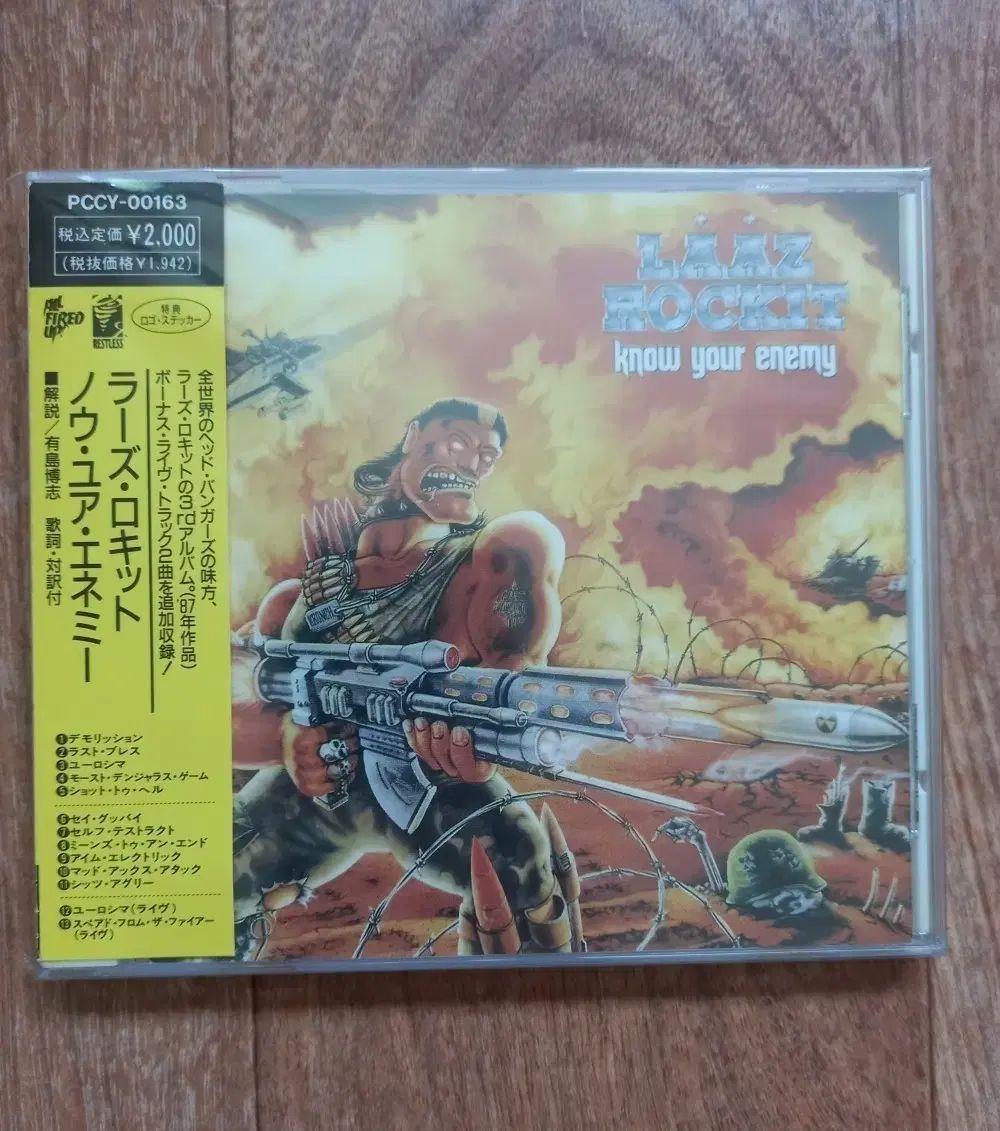 PCCY-00163
税込定価 ¥2,000
(税抜価格¥1,942)
ALL FIRED UP!
RESTLESS
特典
ロゴ・ステッカー
全世界のヘッド・バンガーズの味方、
ラーズ・ロキットの3rdアルバム。('87年作品)
ボーナス・ライヴ・トラック2曲を追加収録!
ラーズ・ロキット
ノウ・ユア・エネミー
■解説/有島博志 歌詞・対訳付
❶デモリッション
❷ラスト・ブレス
❸ユーロシマ
❹モースト・デンジャラス・ゲーム
❺ショット・トゥ・ヘル
❻セイ・グッバイ
❼セルフ・デストラクト
❽ミーンズ・トゥ・アン・エンド
❾アイム・エレクトリック
❿マッド・アックス・アタック
⓫シッツ・アグリー
⓬ユーロシマ(ライヴ)
⓭スペアド・フロム・ザ・ファイアー
(ライヴ)
LÄÄZ
ROCKIT
know your enemy